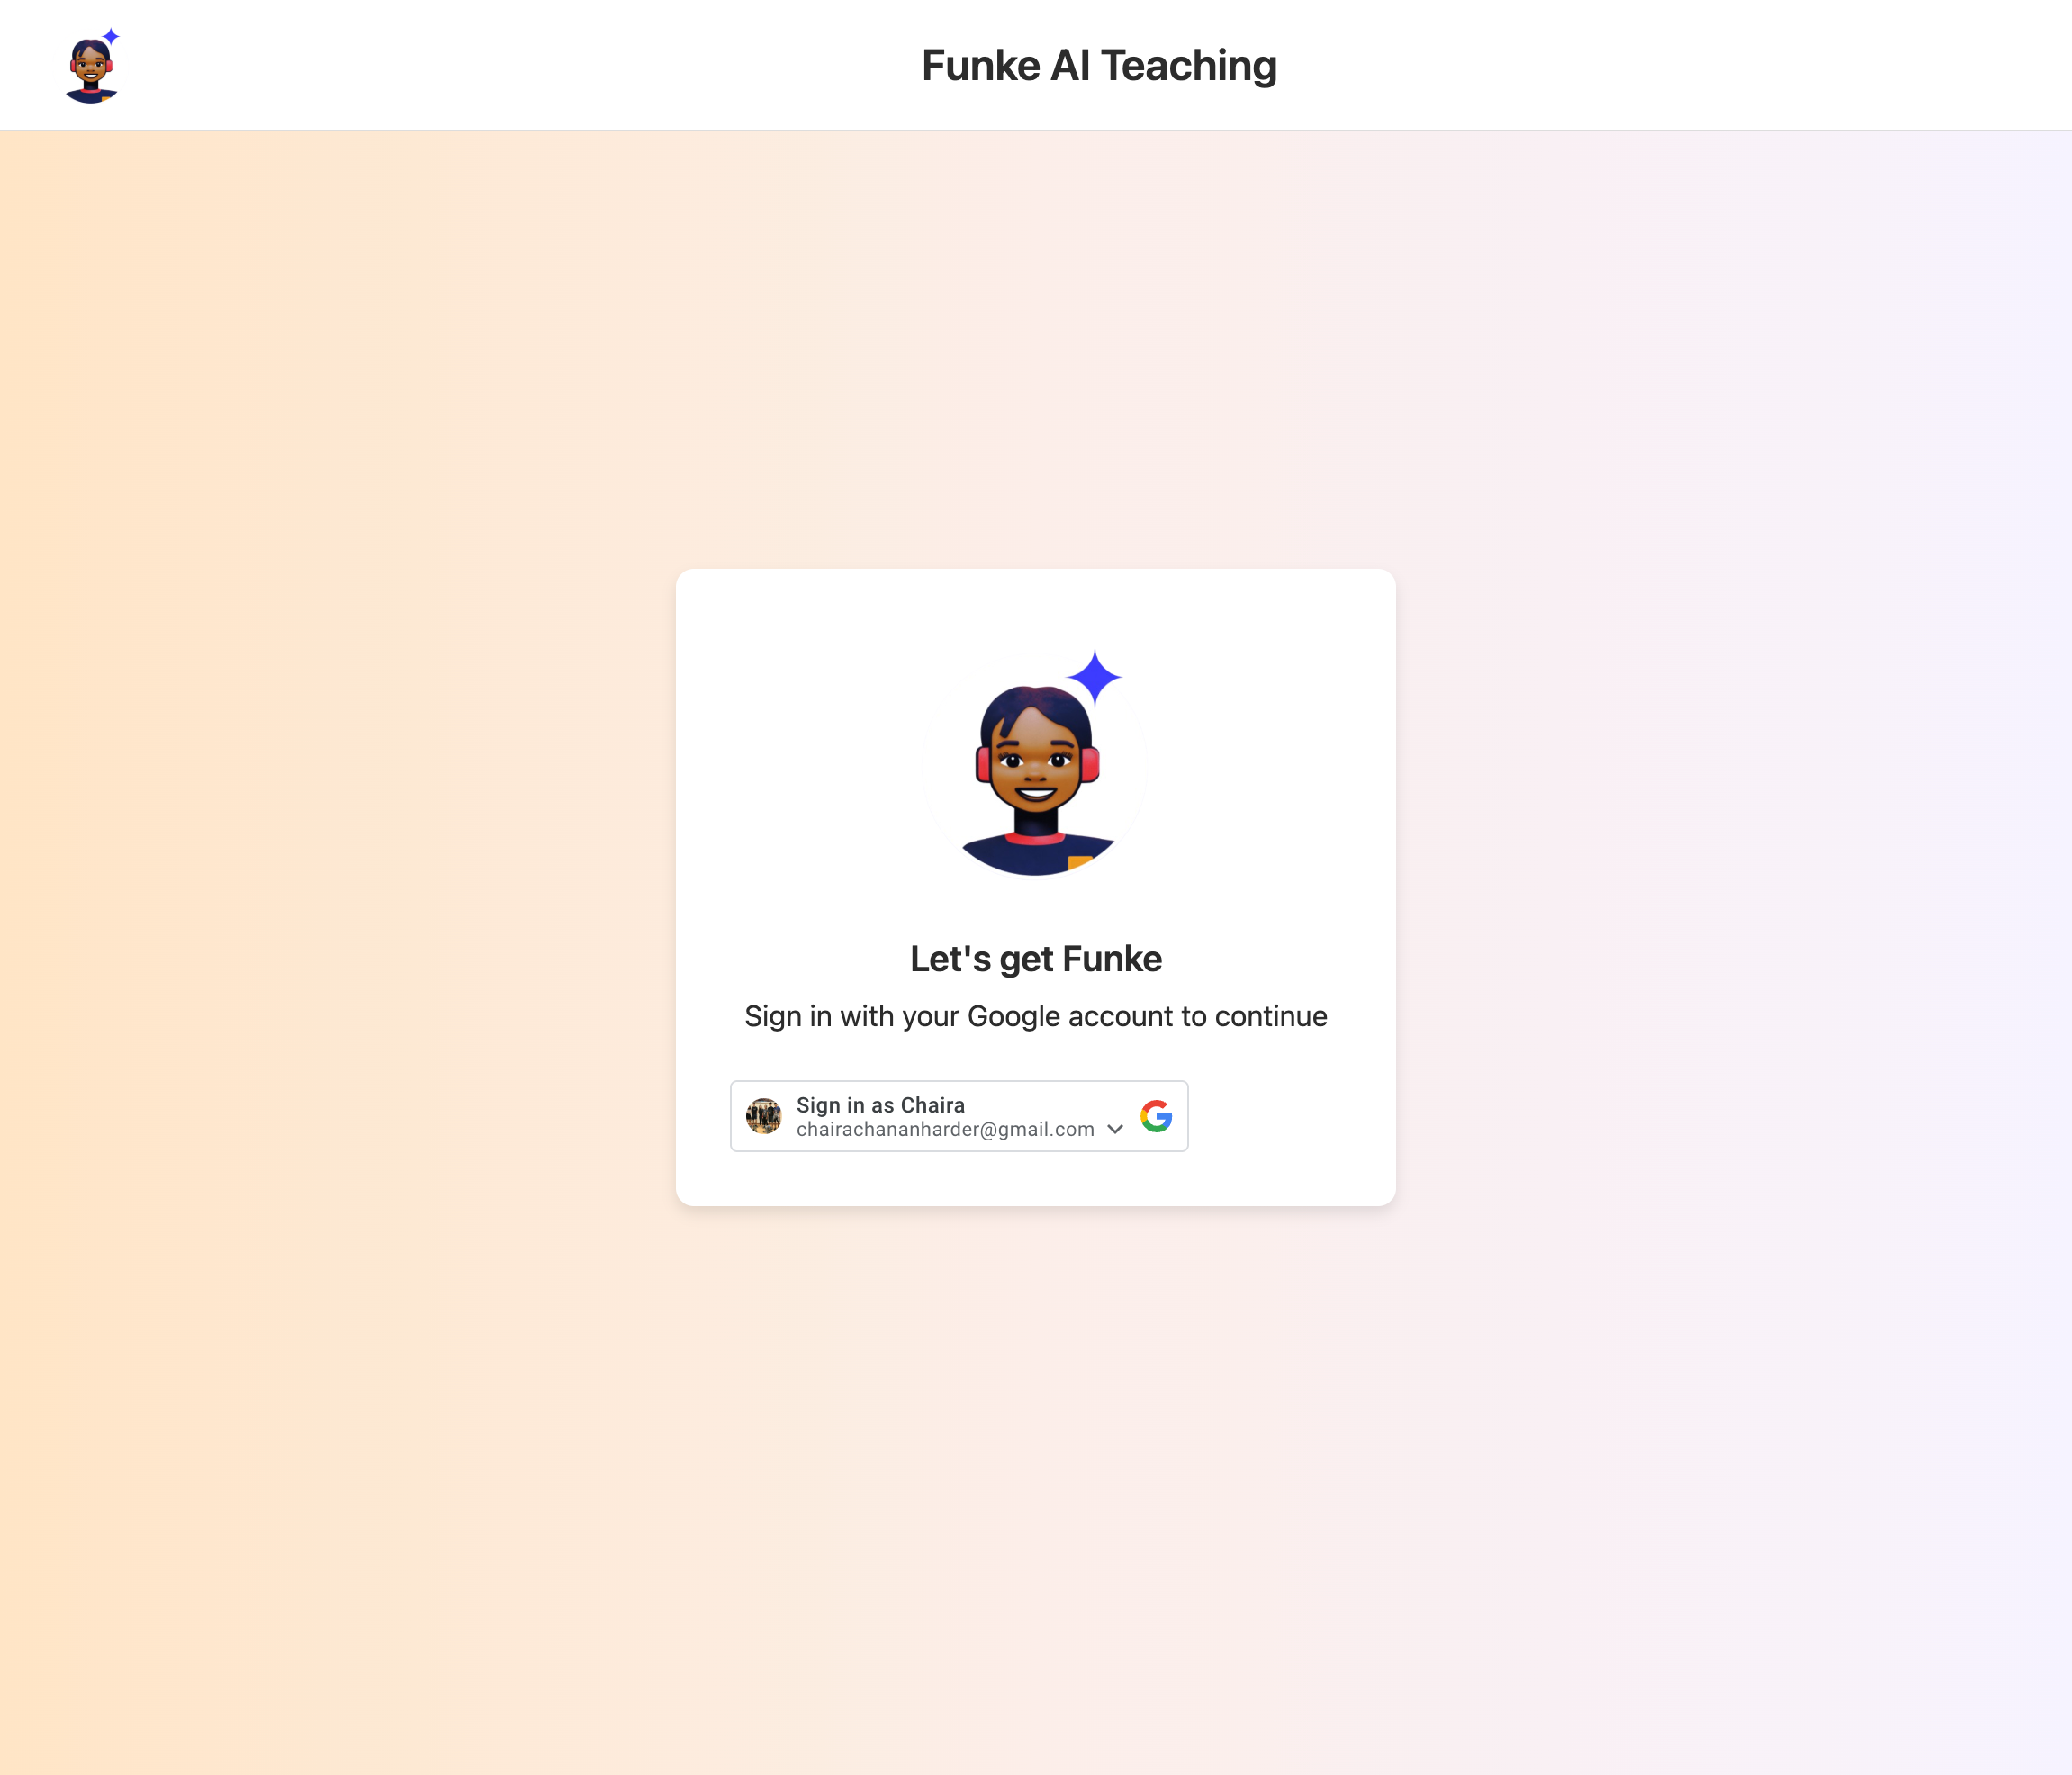 Funke AI Teaching
Let's get Funke
Sign in with your Google account to continue
Sign in as Chaira
chairachananharder@gmail.com